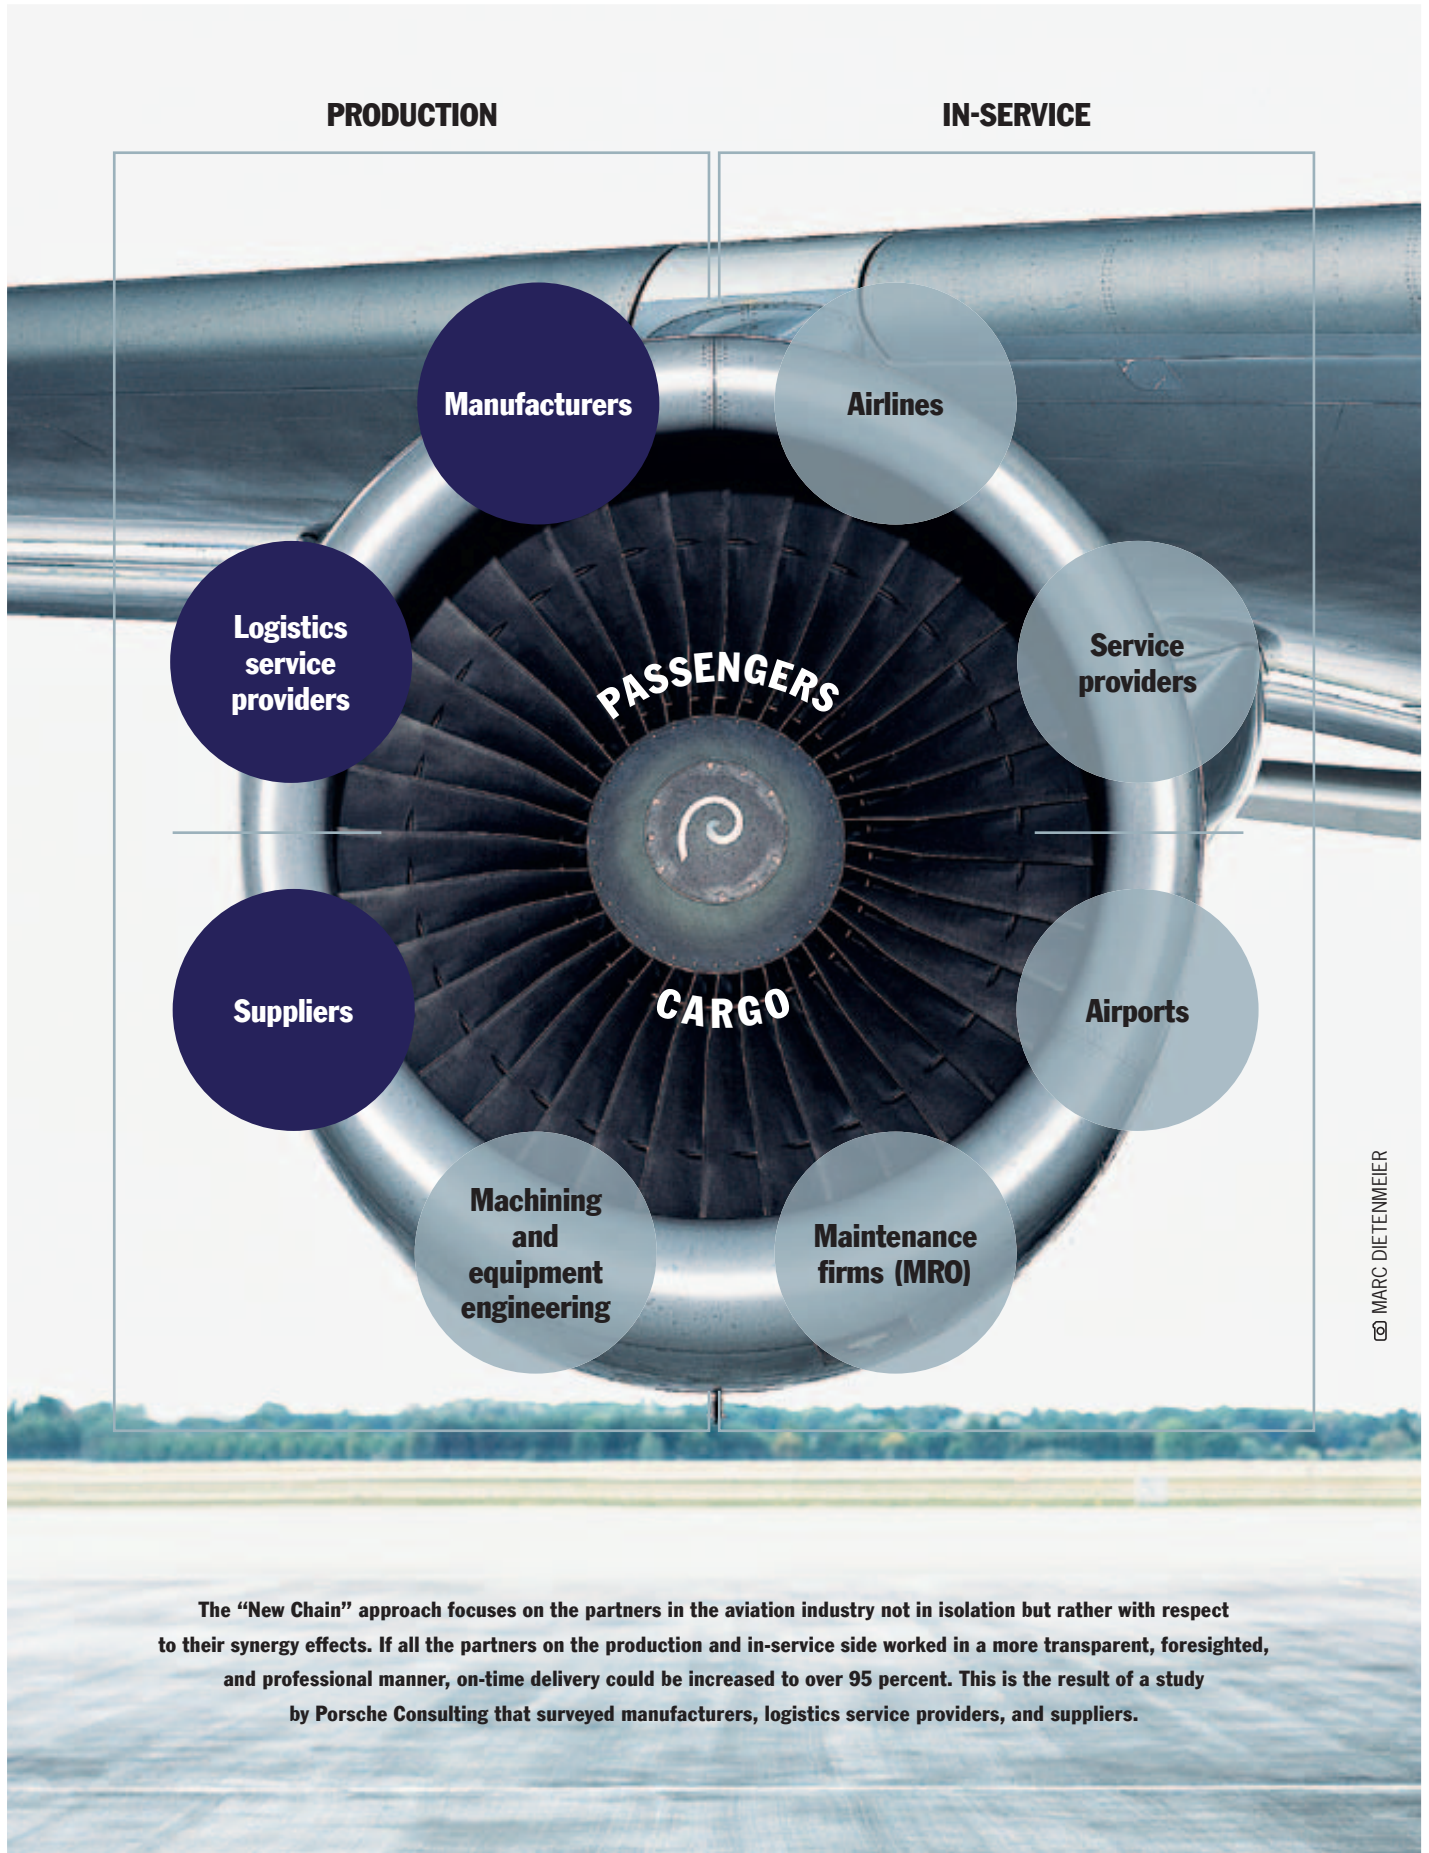 PRODUCTION
IN-SERVICE
Manufacturers
Airlines
Logistics
service
providers
Service
providers
PASSENGERS
CARGO
Suppliers
Airports
Machining
and
equipment
engineering
Maintenance
firms (MRO)
MARC DIETENMEIER
The “New Chain” approach focuses on the partners in the aviation industry not in isolation but rather with respect
to their synergy effects. If all the partners on the production and in-service side worked in a more transparent, foresighted,
and professional manner, on-time delivery could be increased to over 95 percent. This is the result of a study
by Porsche Consulting that surveyed manufacturers, logistics service providers, and suppliers.